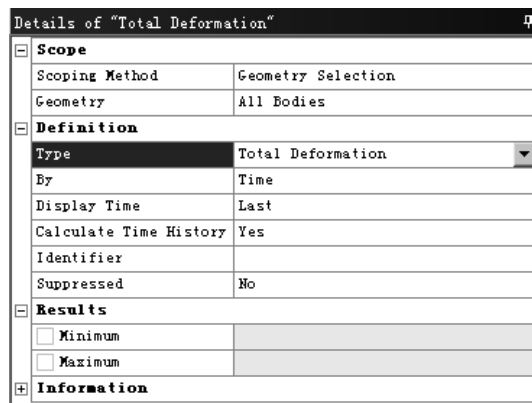 Details of "Total Deformation"
Scope
Scoping Method Geometry Selection
Geometry All Bodies
Definition
Type Total Deformation
By Time
Display Time Last
Calculate Time History Yes
Identifier
Suppressed No
Results
Minimum
Maximum
Information